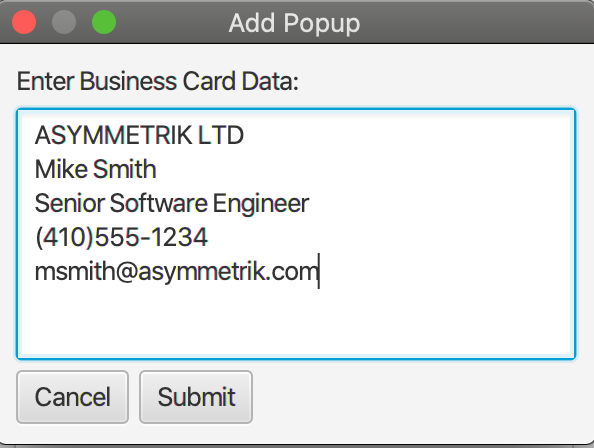 Add Popup
Enter Business Card Data:
ASYMMETRIK LTD
Mike Smith
Senior Software Engineer
(410)555-1234
msmith@asymmetrik.com
Cancel Submit